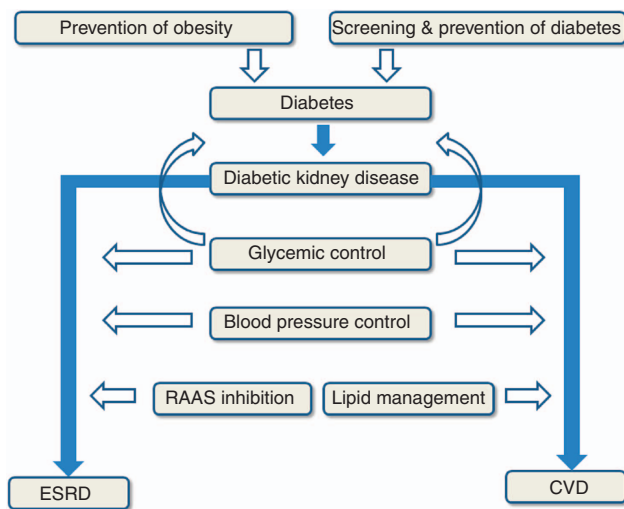 Prevention of obesity
Screening & prevention of diabetes
Diabetes
Diabetic kidney disease
Glycemic control
Blood pressure control
RAAS inhibition
Lipid management
ESRD
CVD